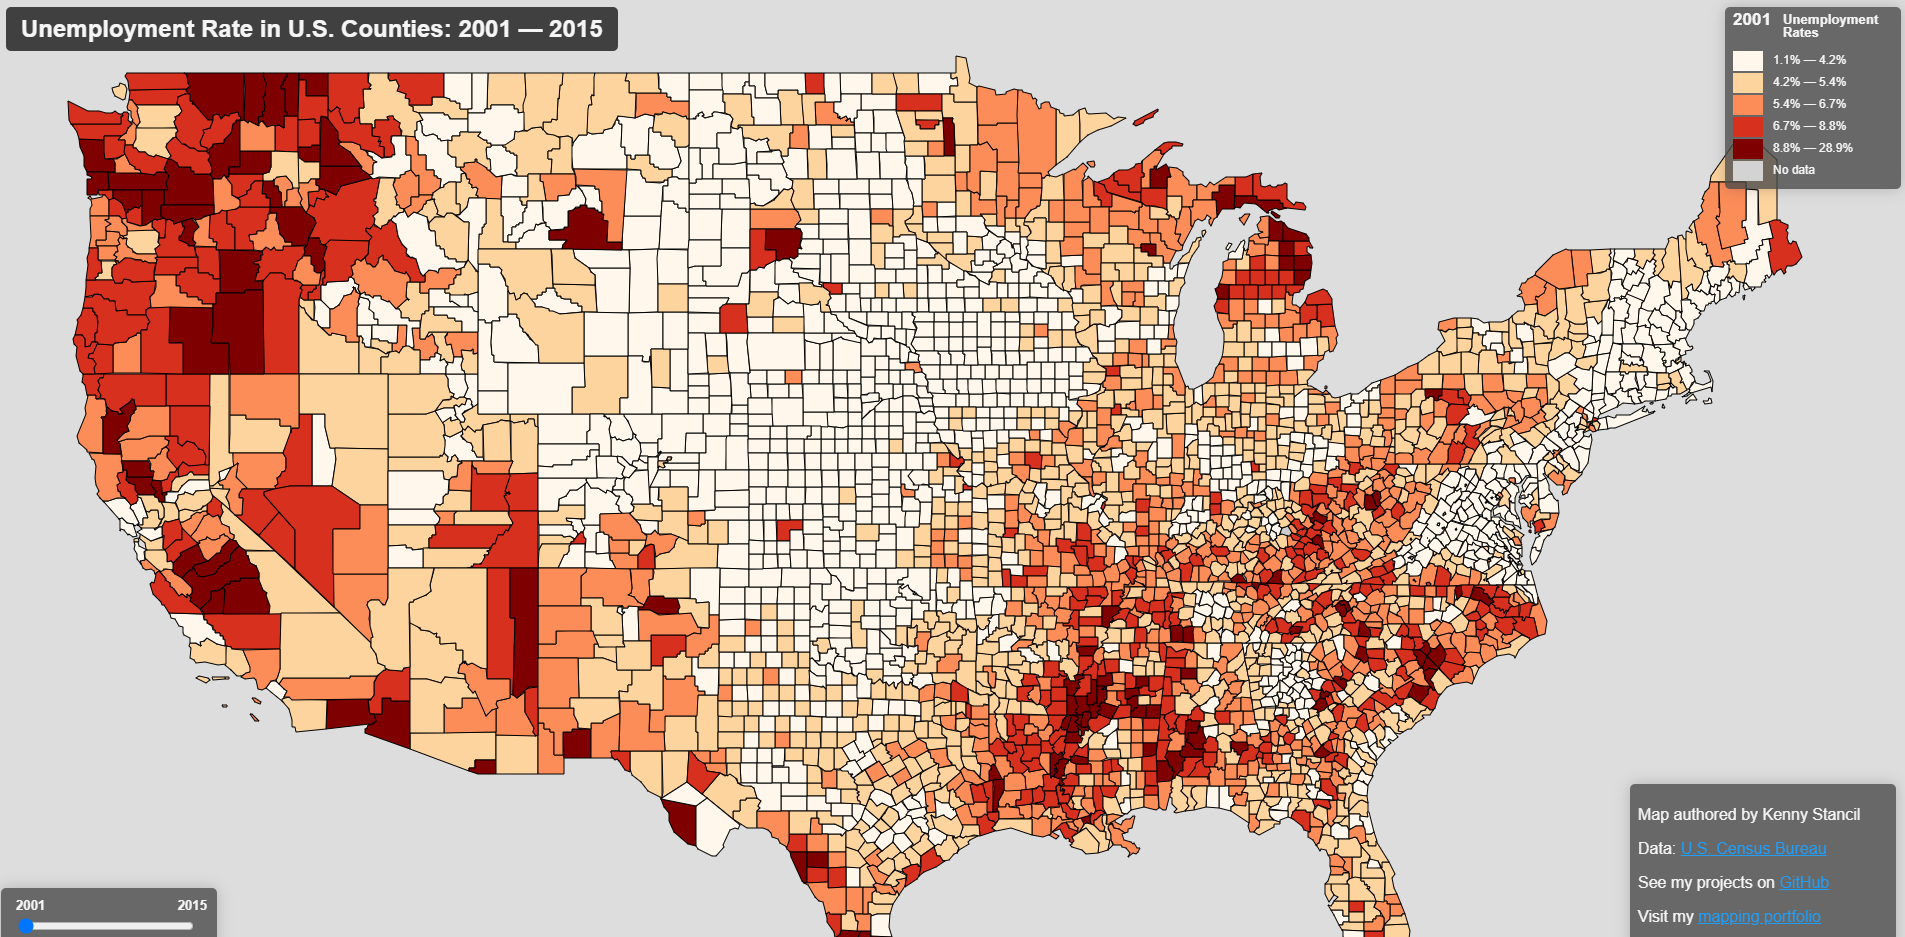 Unemployment Rate in U.S. Counties: 2001 — 2015
2001 Unemployment
Rates
1.1% — 4.2%
4.2% — 5.4%
5.4% — 6.7%
6.7% — 8.8%
8.8% — 28.9%
No data
Map authored by Kenny Stancil
Data: U.S. Census Bureau
See my projects on GitHub
Visit my mapping portfolio
2001 2015